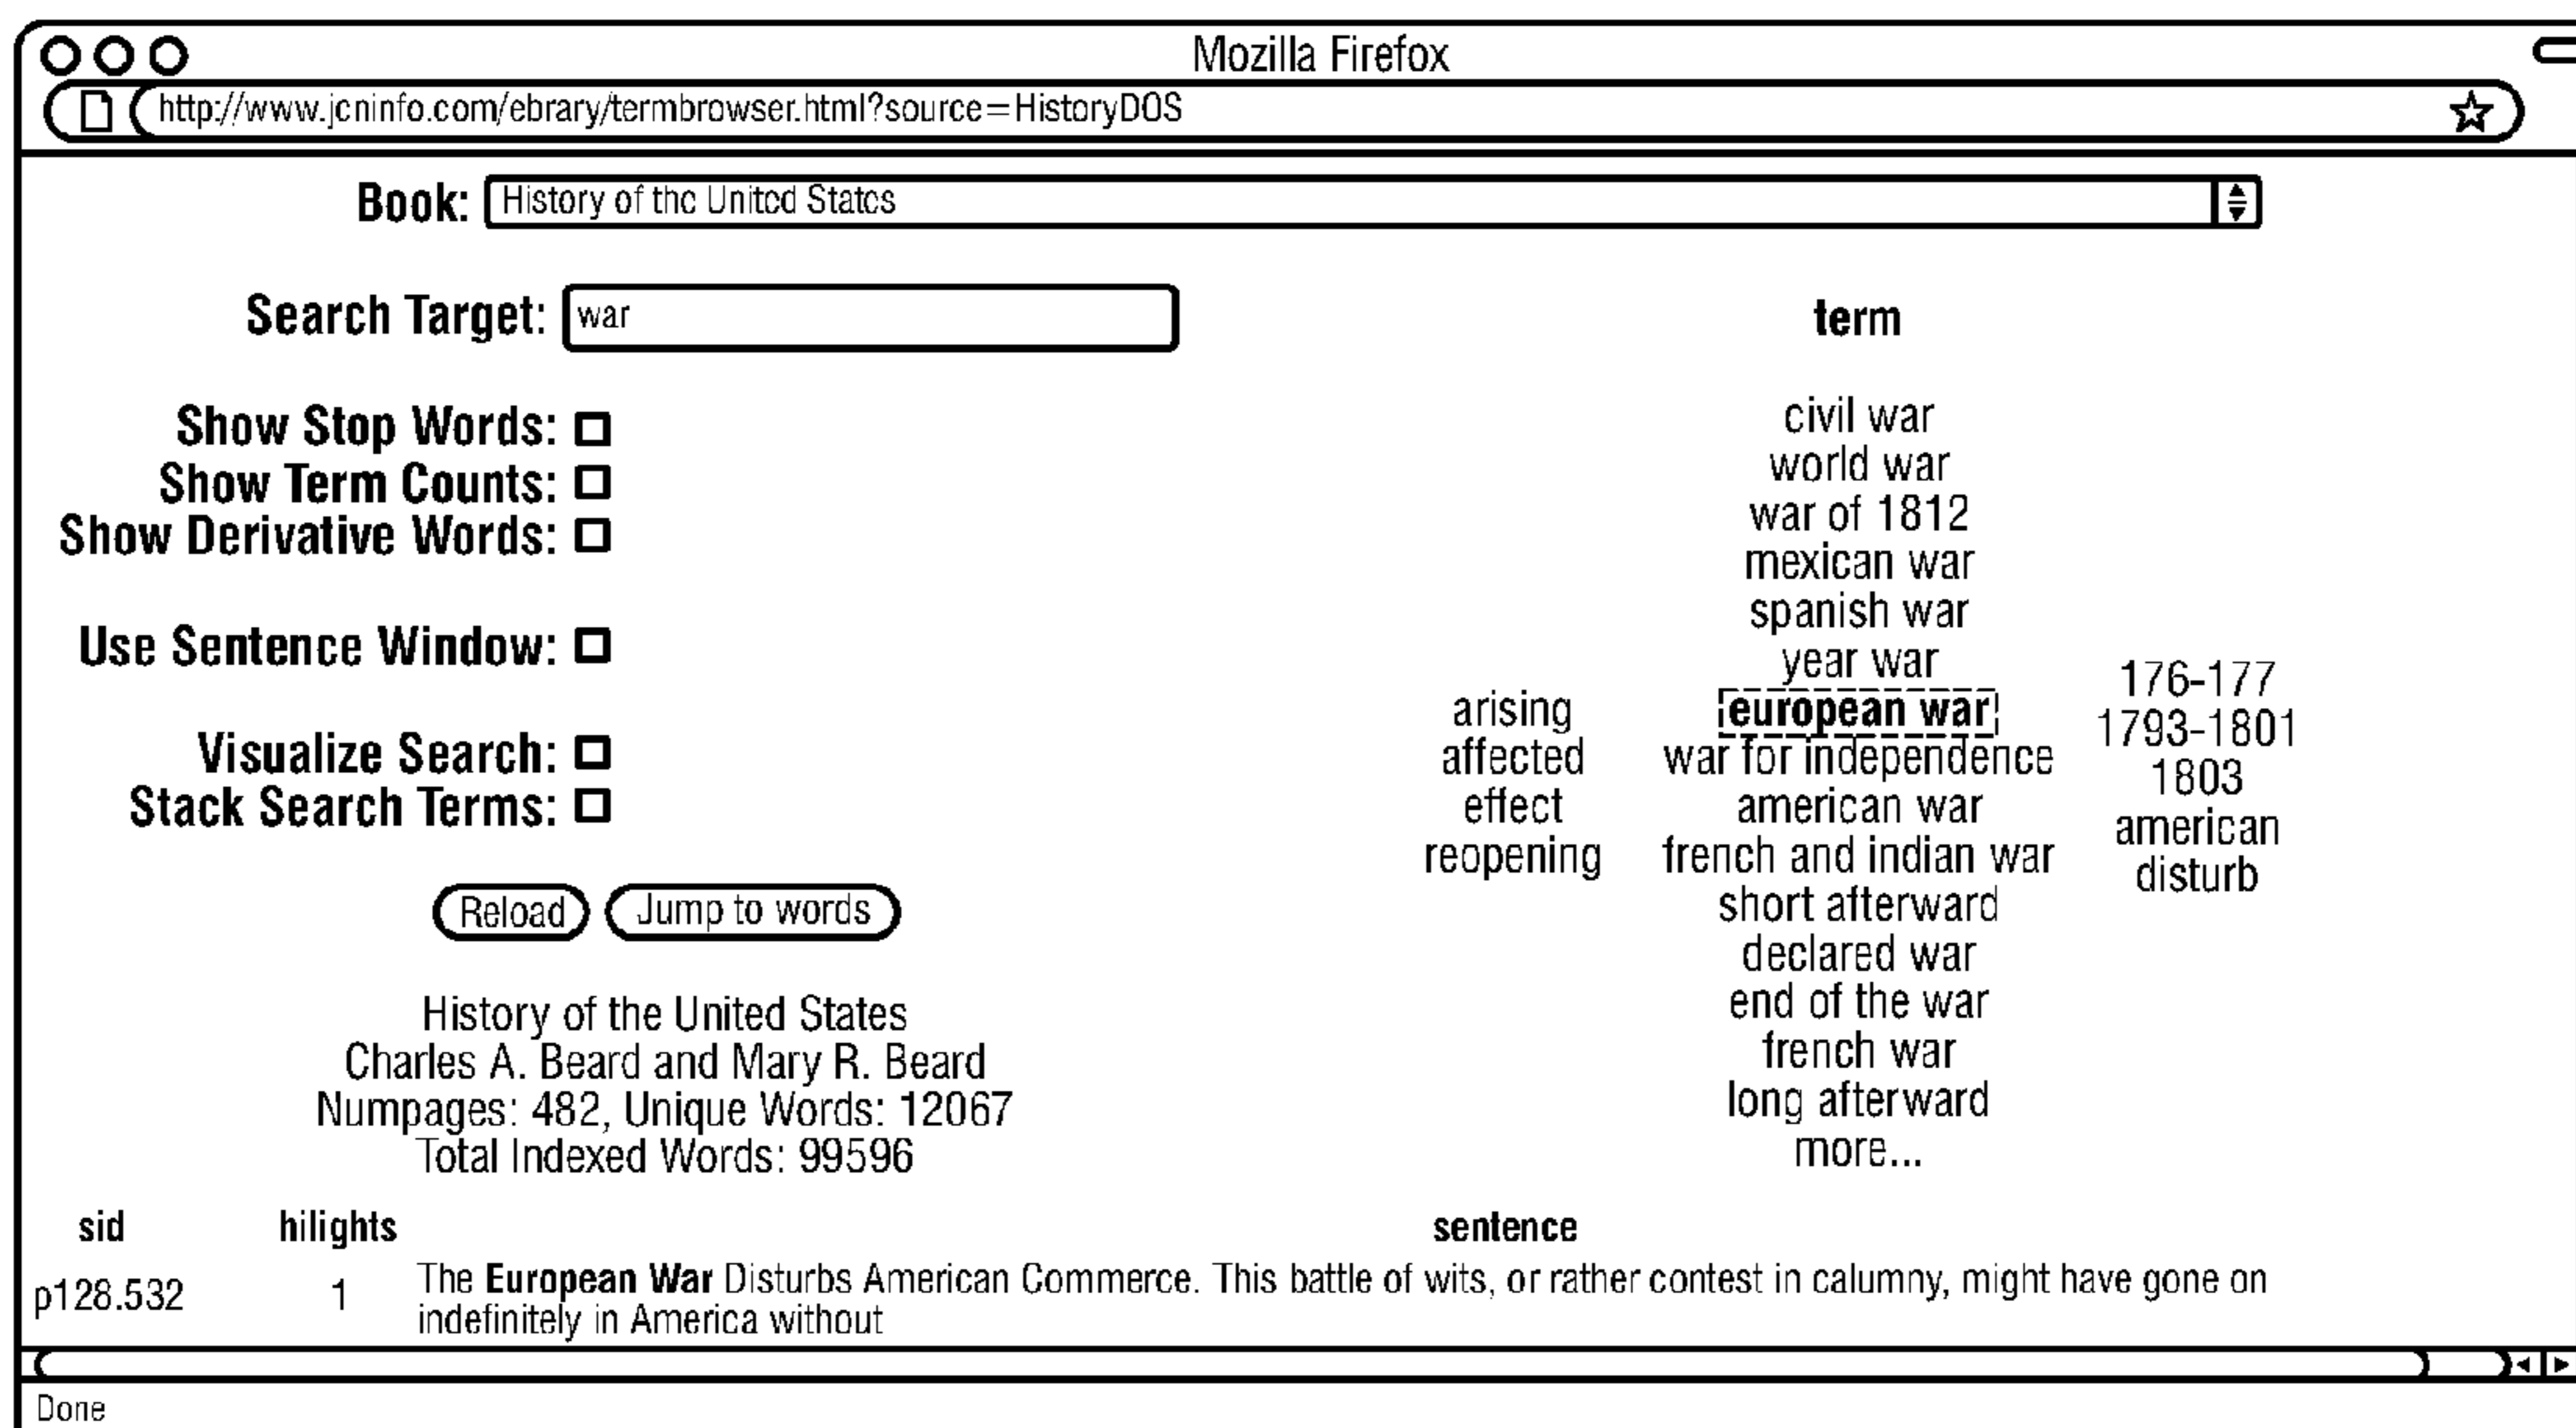 Mozilla Firefox
http://www.jcninfo.com/ebrary/termbrowser.html?source=HistoryDOS
Book: History of the United States
Search Target: war
Show Stop Words:
Show Term Counts:
Show Derivative Words:
Use Sentence Window:
Visualize Search:
Stack Search Terms:
Reload Jump to words
History of the United States
Charles A. Beard and Mary R. Beard
Numpages: 482, Unique Words: 12067
Total Indexed Words: 99596
arising
affected
effect
reopening
term
civil war
world war
war of 1812
mexican war
spanish war
year war
european war
war for independence
american war
french and indian war
short afterward
declared war
end of the war
french war
long afterward
more...
176-177
1793-1801
1803
american
disturb
sid hilights sentence
p128.532 1 The European War Disturbs American Commerce. This battle of wits, or rather contest in calumny, might have gone on
indefinitely in America without
Done